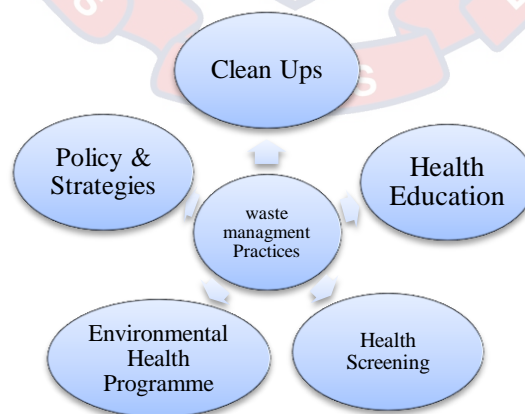 Clean Ups
Policy &
Strategies
Health
Education
waste
managment
Practices
Environmental
Health
Programme
Health
Screening